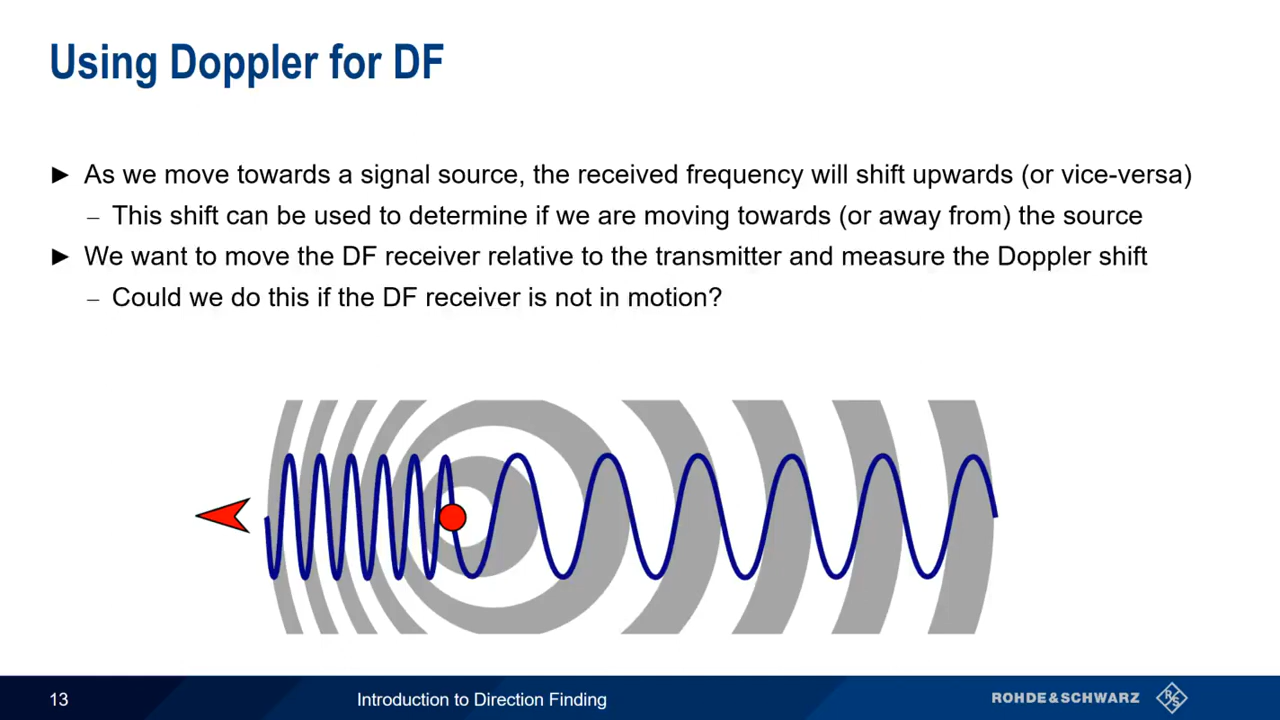 Using Doppler for DF
► As we move towards a signal source, the received frequency will shift upwards (or vice-versa)
– This shift can be used to determine if we are moving towards (or away from) the source
► We want to move the DF receiver relative to the transmitter and measure the Doppler shift
– Could we do this if the DF receiver is not in motion?
13
Introduction to Direction Finding
ROHDE & SCHWARZ
R&S